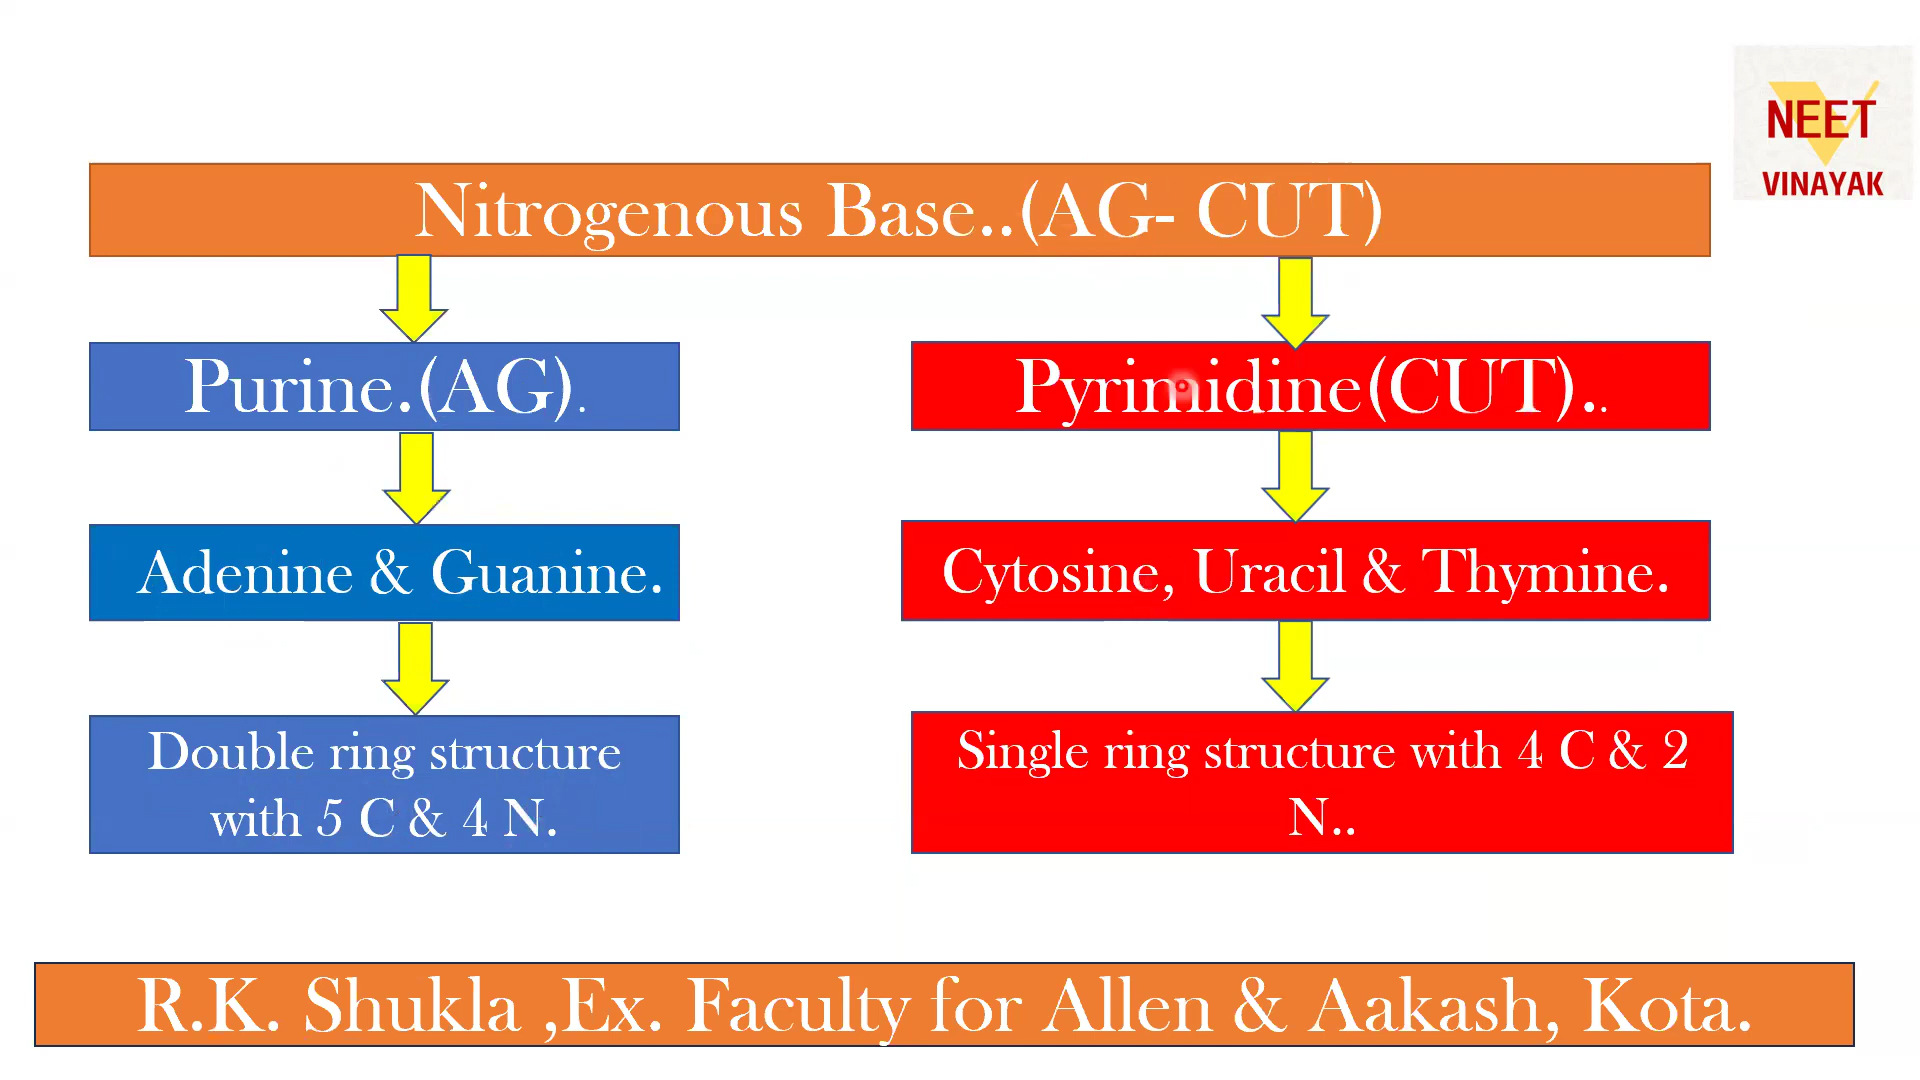 NEET
VINAYAK
Nitrogenous Base..(AG- CUT)
Purine.(AG).
Pyrimidine(CUT)..
Adenine & Guanine.
Cytosine, Uracil & Thymine.
Double ring structure
with 5 C & 4 N.
Single ring structure with 4 C & 2
N..
R.K. Shukla ,Ex. Faculty for Allen & Aakash, Kota.